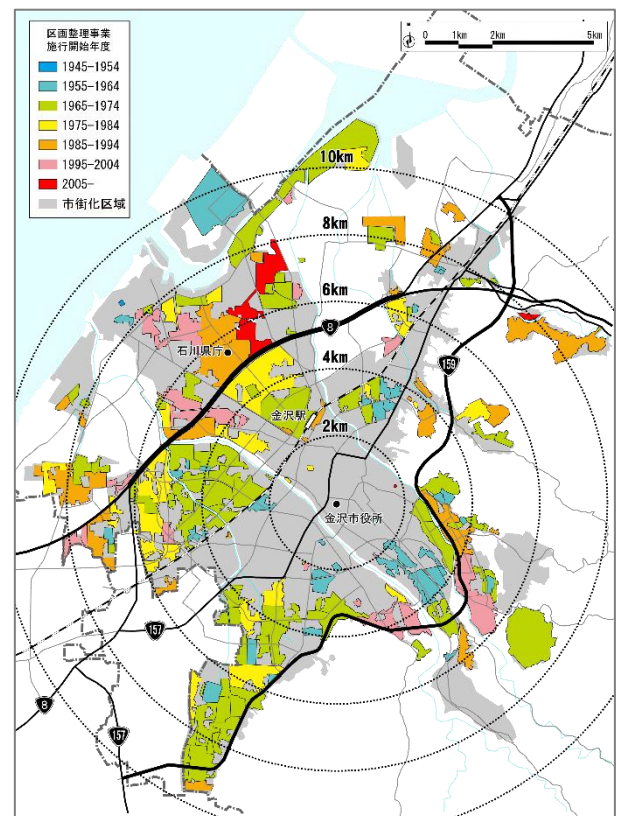 区画整理事業
施行開始年度
1945-1954
1955-1964
1965-1974
1975-1984
1985-1994
1995-2004
2005-
市街化区域
0 1km 2km 5km
10km
8km
6km
8
石川県庁
4km
159
金沢駅
2km
金沢市役所
157
8
157
8